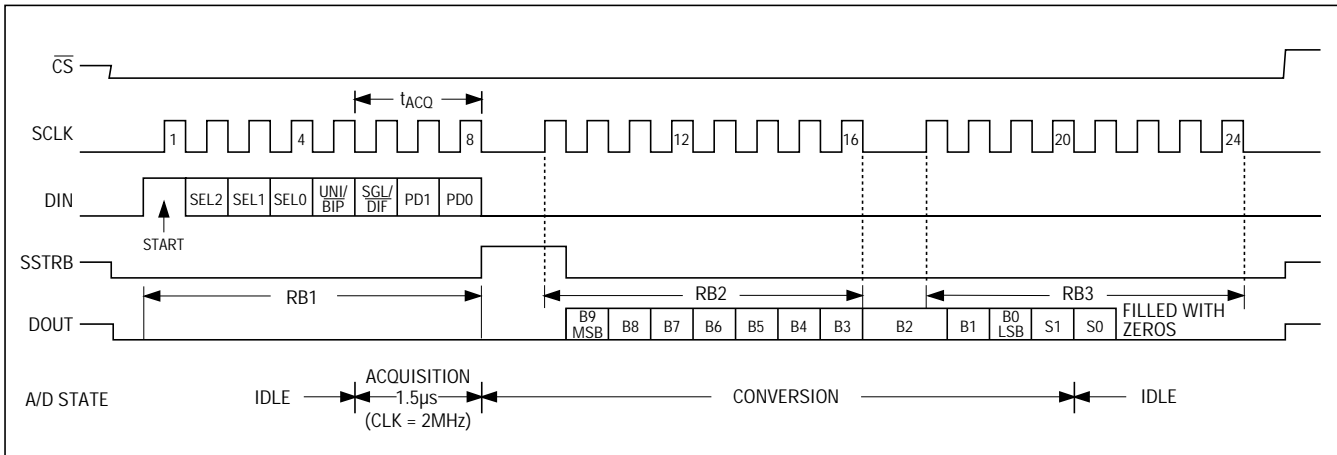 CS
tACQ
SCLK
1
4
8
12
16
20
24
DIN
SEL2
SEL1
SEL0
UNI/
BIP
SGL/
DIF
PD1
PD0
START
SSTRB
RB1
RB2
RB3
DOUT
B9
MSB
B8
B7
B6
B5
B4
B3
B2
B1
B0
LSB
S1
S0
FILLED WITH
ZEROS
A/D STATE
IDLE
ACQUISITION
1.5µs
(CLK = 2MHz)
CONVERSION
IDLE